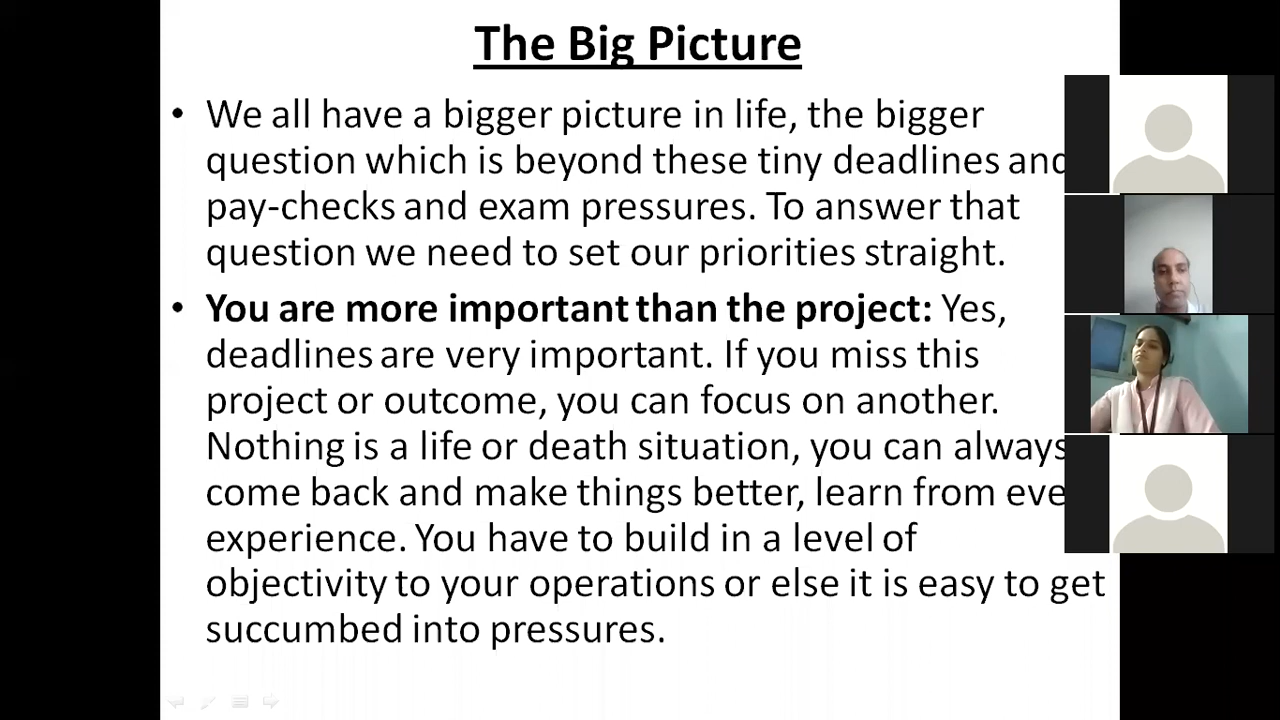 The Big Picture
• We all have a bigger picture in life, the bigger
question which is beyond these tiny deadlines and
pay-checks and exam pressures. To answer that
question we need to set our priorities straight.
• You are more important than the project: Yes,
deadlines are very important. If you miss this
project or outcome, you can focus on another.
Nothing is a life or death situation, you can always
come back and make things better, learn from eve
experience. You have to build in a level of
objectivity to your operations or else it is easy to get
succumbed into pressures.